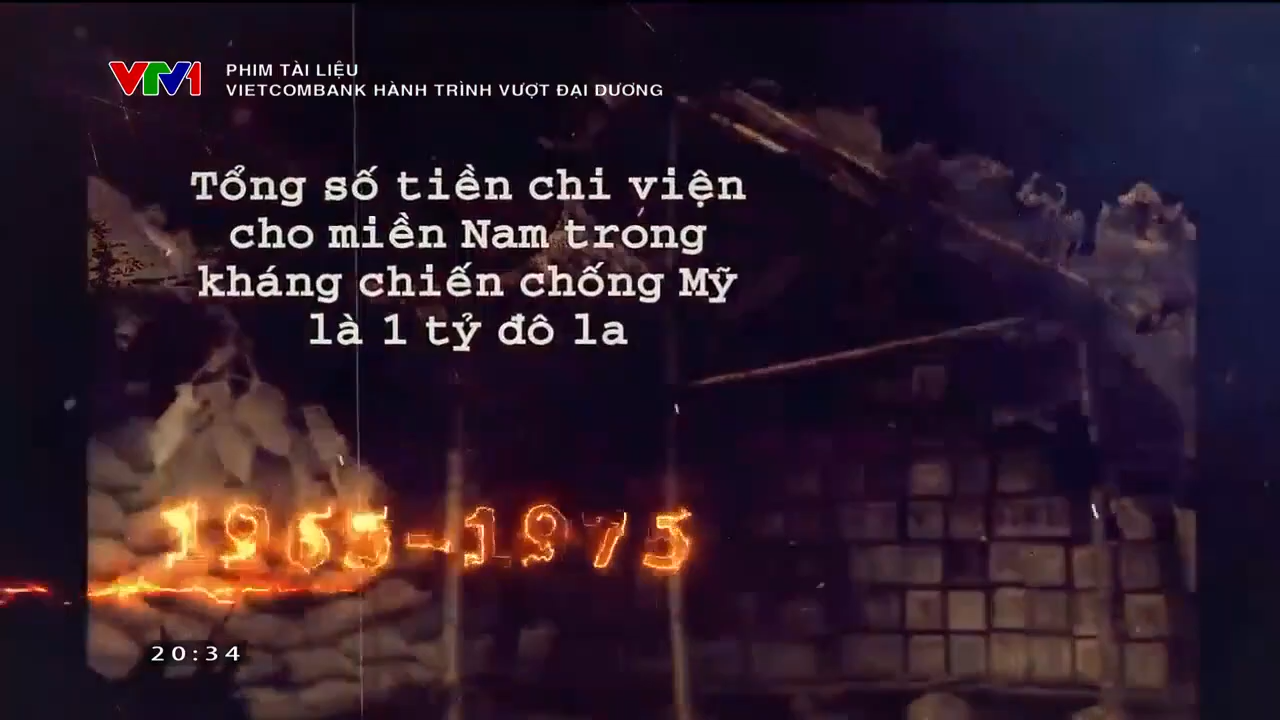 VTV1
PHIM TÀI LIỆU
VIETCOMBANK HÀNH TRÌNH VƯỢT ĐẠI DƯƠNG
Tổng số tiền chi viện
cho miền Nam trong
kháng chiến chống Mỹ
là 1 tỷ đô la
1965-1975
20:34